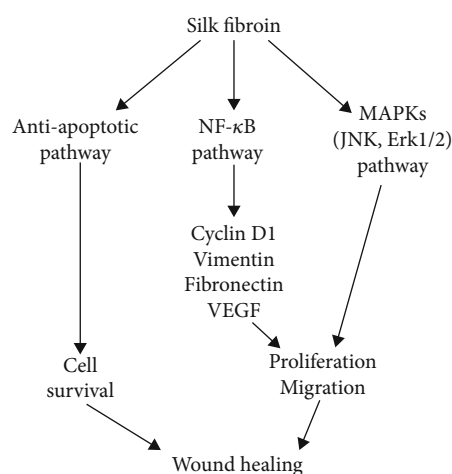 Silk fibroin
Anti-apoptotic
pathway
NF-κB
pathway
MAPKs
(JNK, Erk1/2)
pathway
Cyclin D1
Vimentin
Fibronectin
VEGF
Cell
survival
Proliferation
Migration
Wound healing